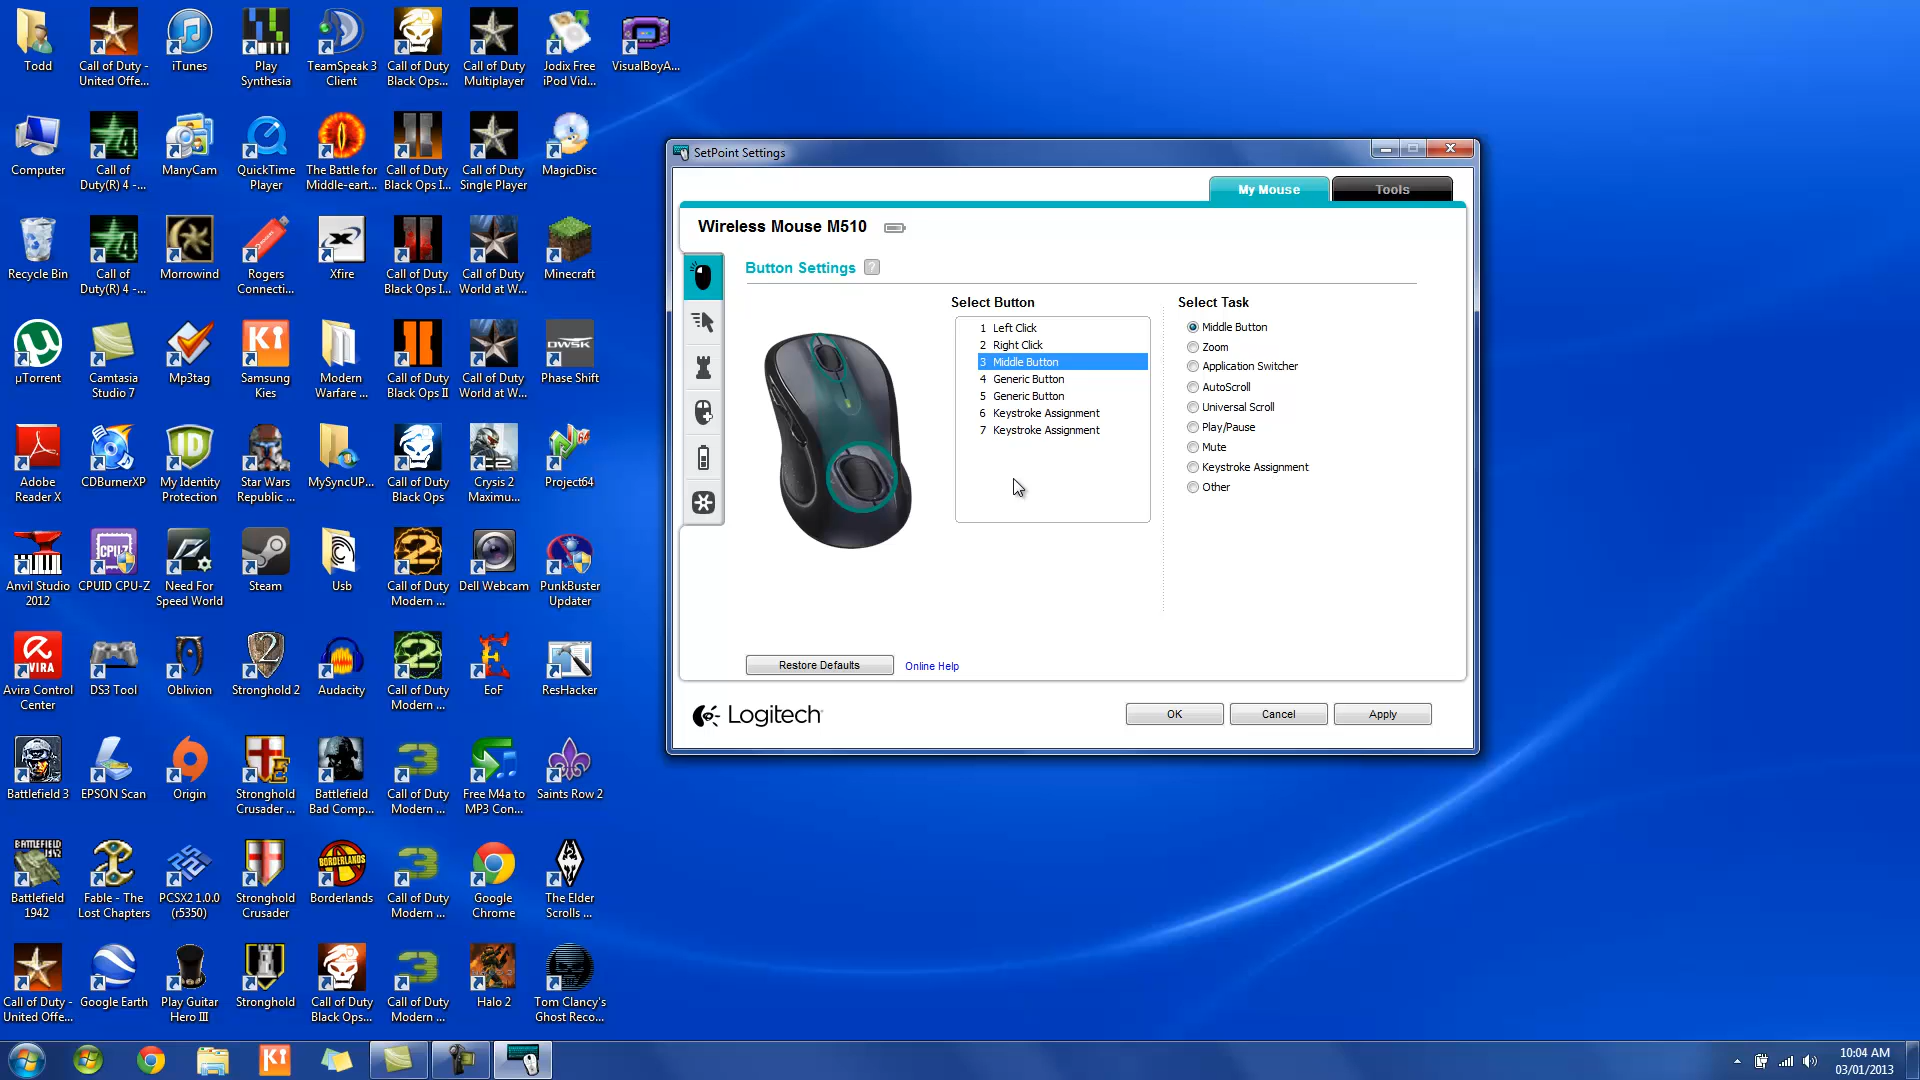 Todd
Call of Duty -
United Offe...
iTunes
Play
Synthesia
TeamSpeak 3
Client
Call of Duty
Black Ops...
Call of Duty
Multiplayer
Jodix Free
iPod Vid...
VisualBoyA...
Computer
Call of
Duty(R) 4 -...
ManyCam
QuickTime
Player
The Battle for
Middle-eart...
Call of Duty
Black Ops I...
Call of Duty
Single Player
MagicDisc
Recycle Bin
Call of
Duty(R) 4 -...
Morrowind
Rogers
Connecti...
Xfire
Call of Duty
Black Ops I...
Call of Duty
World at W...
Minecraft
µTorrent
Camtasia
Studio 7
Mp3tag
Samsung
Kies
Modern
Warfare ...
Call of Duty
Black Ops II
Call of Duty
World at W...
DWSK
Phase Shift
Adobe
Reader X
CDBurnerXP
My Identity
Protection
Star Wars
Republic ...
MySyncUP...
Call of Duty
Black Ops
Crysis 2
Maximu...
Project64
Anvil Studio
2012
CPUID CPU-Z
Need For
Speed World
Steam
Usb
Call of Duty
Modern ...
Dell Webcam
PunkBuster
Updater
Avira Control
Center
DS3 Tool
Oblivion
Stronghold 2
Audacity
Call of Duty
Modern ...
EoF
ResHacker
Battlefield 3
EPSON Scan
Origin
Stronghold
Crusader ...
Battlefield
Bad Comp...
Call of Duty
Modern ...
Free M4a to
MP3 Con...
Saints Row 2
Battlefield
1942
Fable - The
Lost Chapters
PCSX2 1.0.0
(r5350)
Stronghold
Crusader
Borderlands
Call of Duty
Modern ...
Google
Chrome
The Elder
Scrolls ...
Call of Duty -
United Offe...
Google Earth
Play Guitar
Hero III
Stronghold
Call of Duty
Black Ops...
Call of Duty
Modern ...
Halo 2
Tom Clancy's
Ghost Reco...
SetPoint Settings
My Mouse
Tools
Wireless Mouse M510
Button Settings ?
Select Button
1 Left Click
2 Right Click
3 Middle Button
4 Generic Button
5 Generic Button
6 Keystroke Assignment
7 Keystroke Assignment
Select Task
Middle Button
Zoom
Application Switcher
AutoScroll
Universal Scroll
Play/Pause
Mute
Keystroke Assignment
Other
Restore Defaults
Online Help
Logitech
OK
Cancel
Apply
10:04 AM
03/01/2013